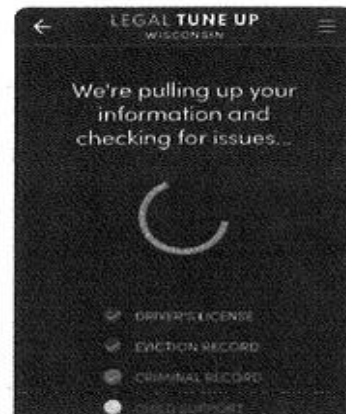 LEGAL TUNE UP
WISCONSIN
We're pulling up your
information and
checking for issues...
DRIVER'S LICENSE
EVICTION RECORD
CRIMINAL RECORD